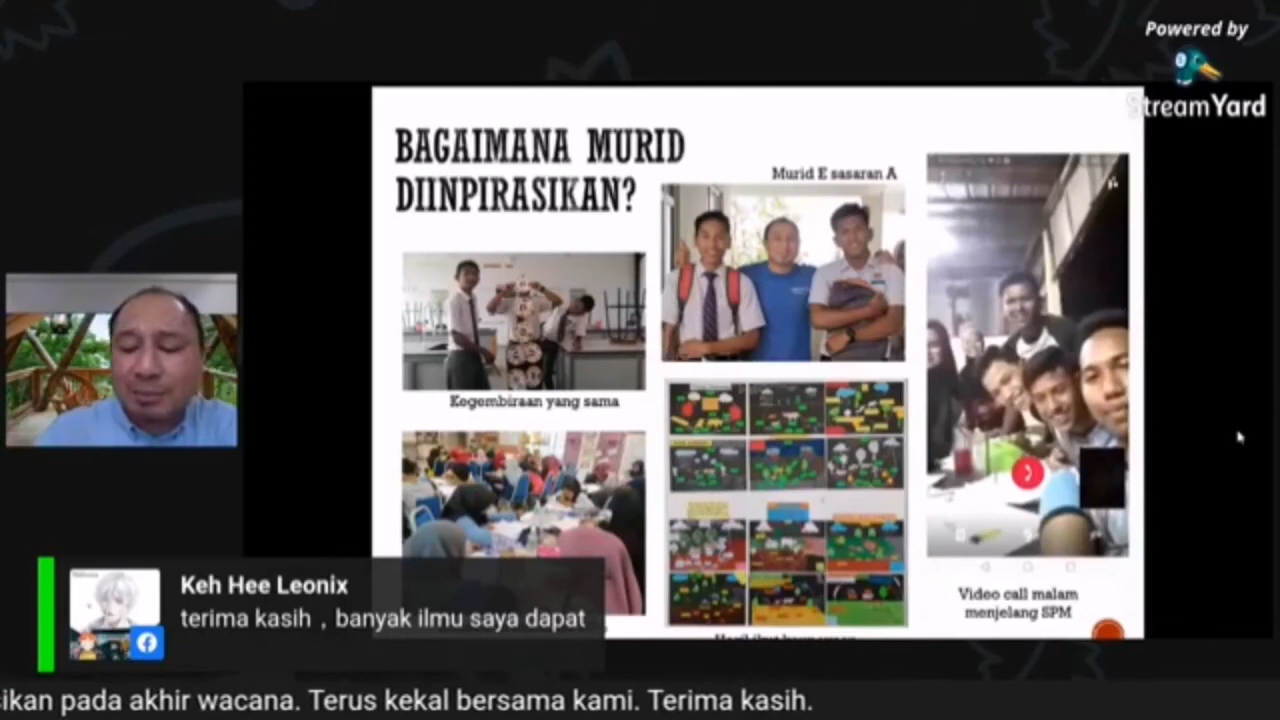 Powered by
StreamYard
BAGAIMANA MURID
DIINPIRASIKAN?
Murid E sasaran A
Kegembiraan yang sama
Video call malam
menjelang SPM
Keh Hee Leonix
terima kasih , banyak ilmu saya dapat
sikan pada akhir wacana. Terus kekal bersama kami. Terima kasih.